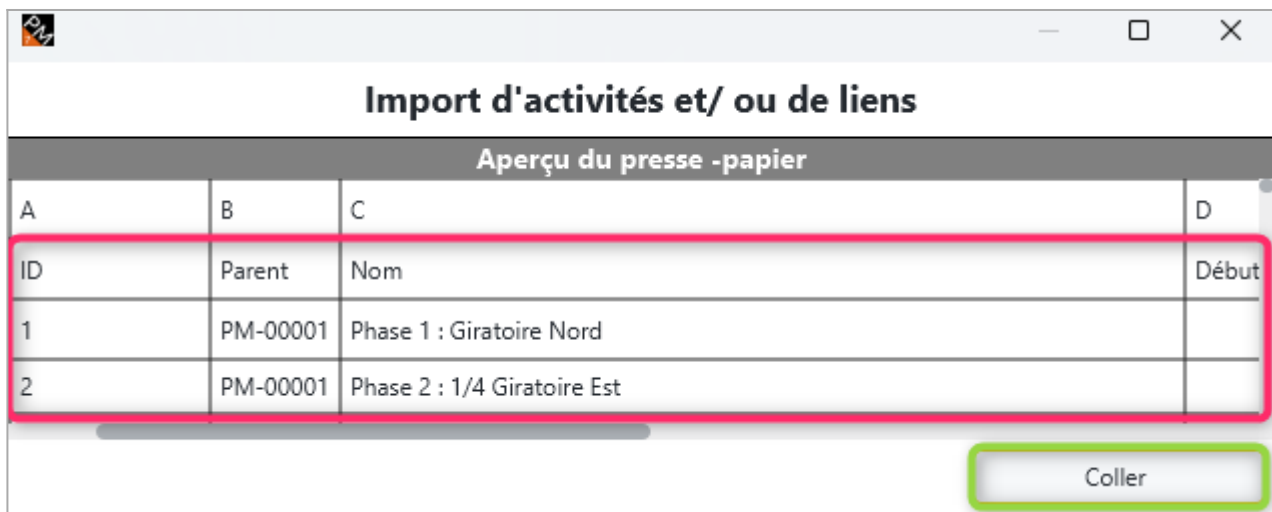 PM
Import d'activités et/ ou de liens
Aperçu du presse -papier
A B C D
ID Parent Nom Début
1 PM-00001 Phase 1 : Giratoire Nord
2 PM-00001 Phase 2 : 1/4 Giratoire Est
Coller